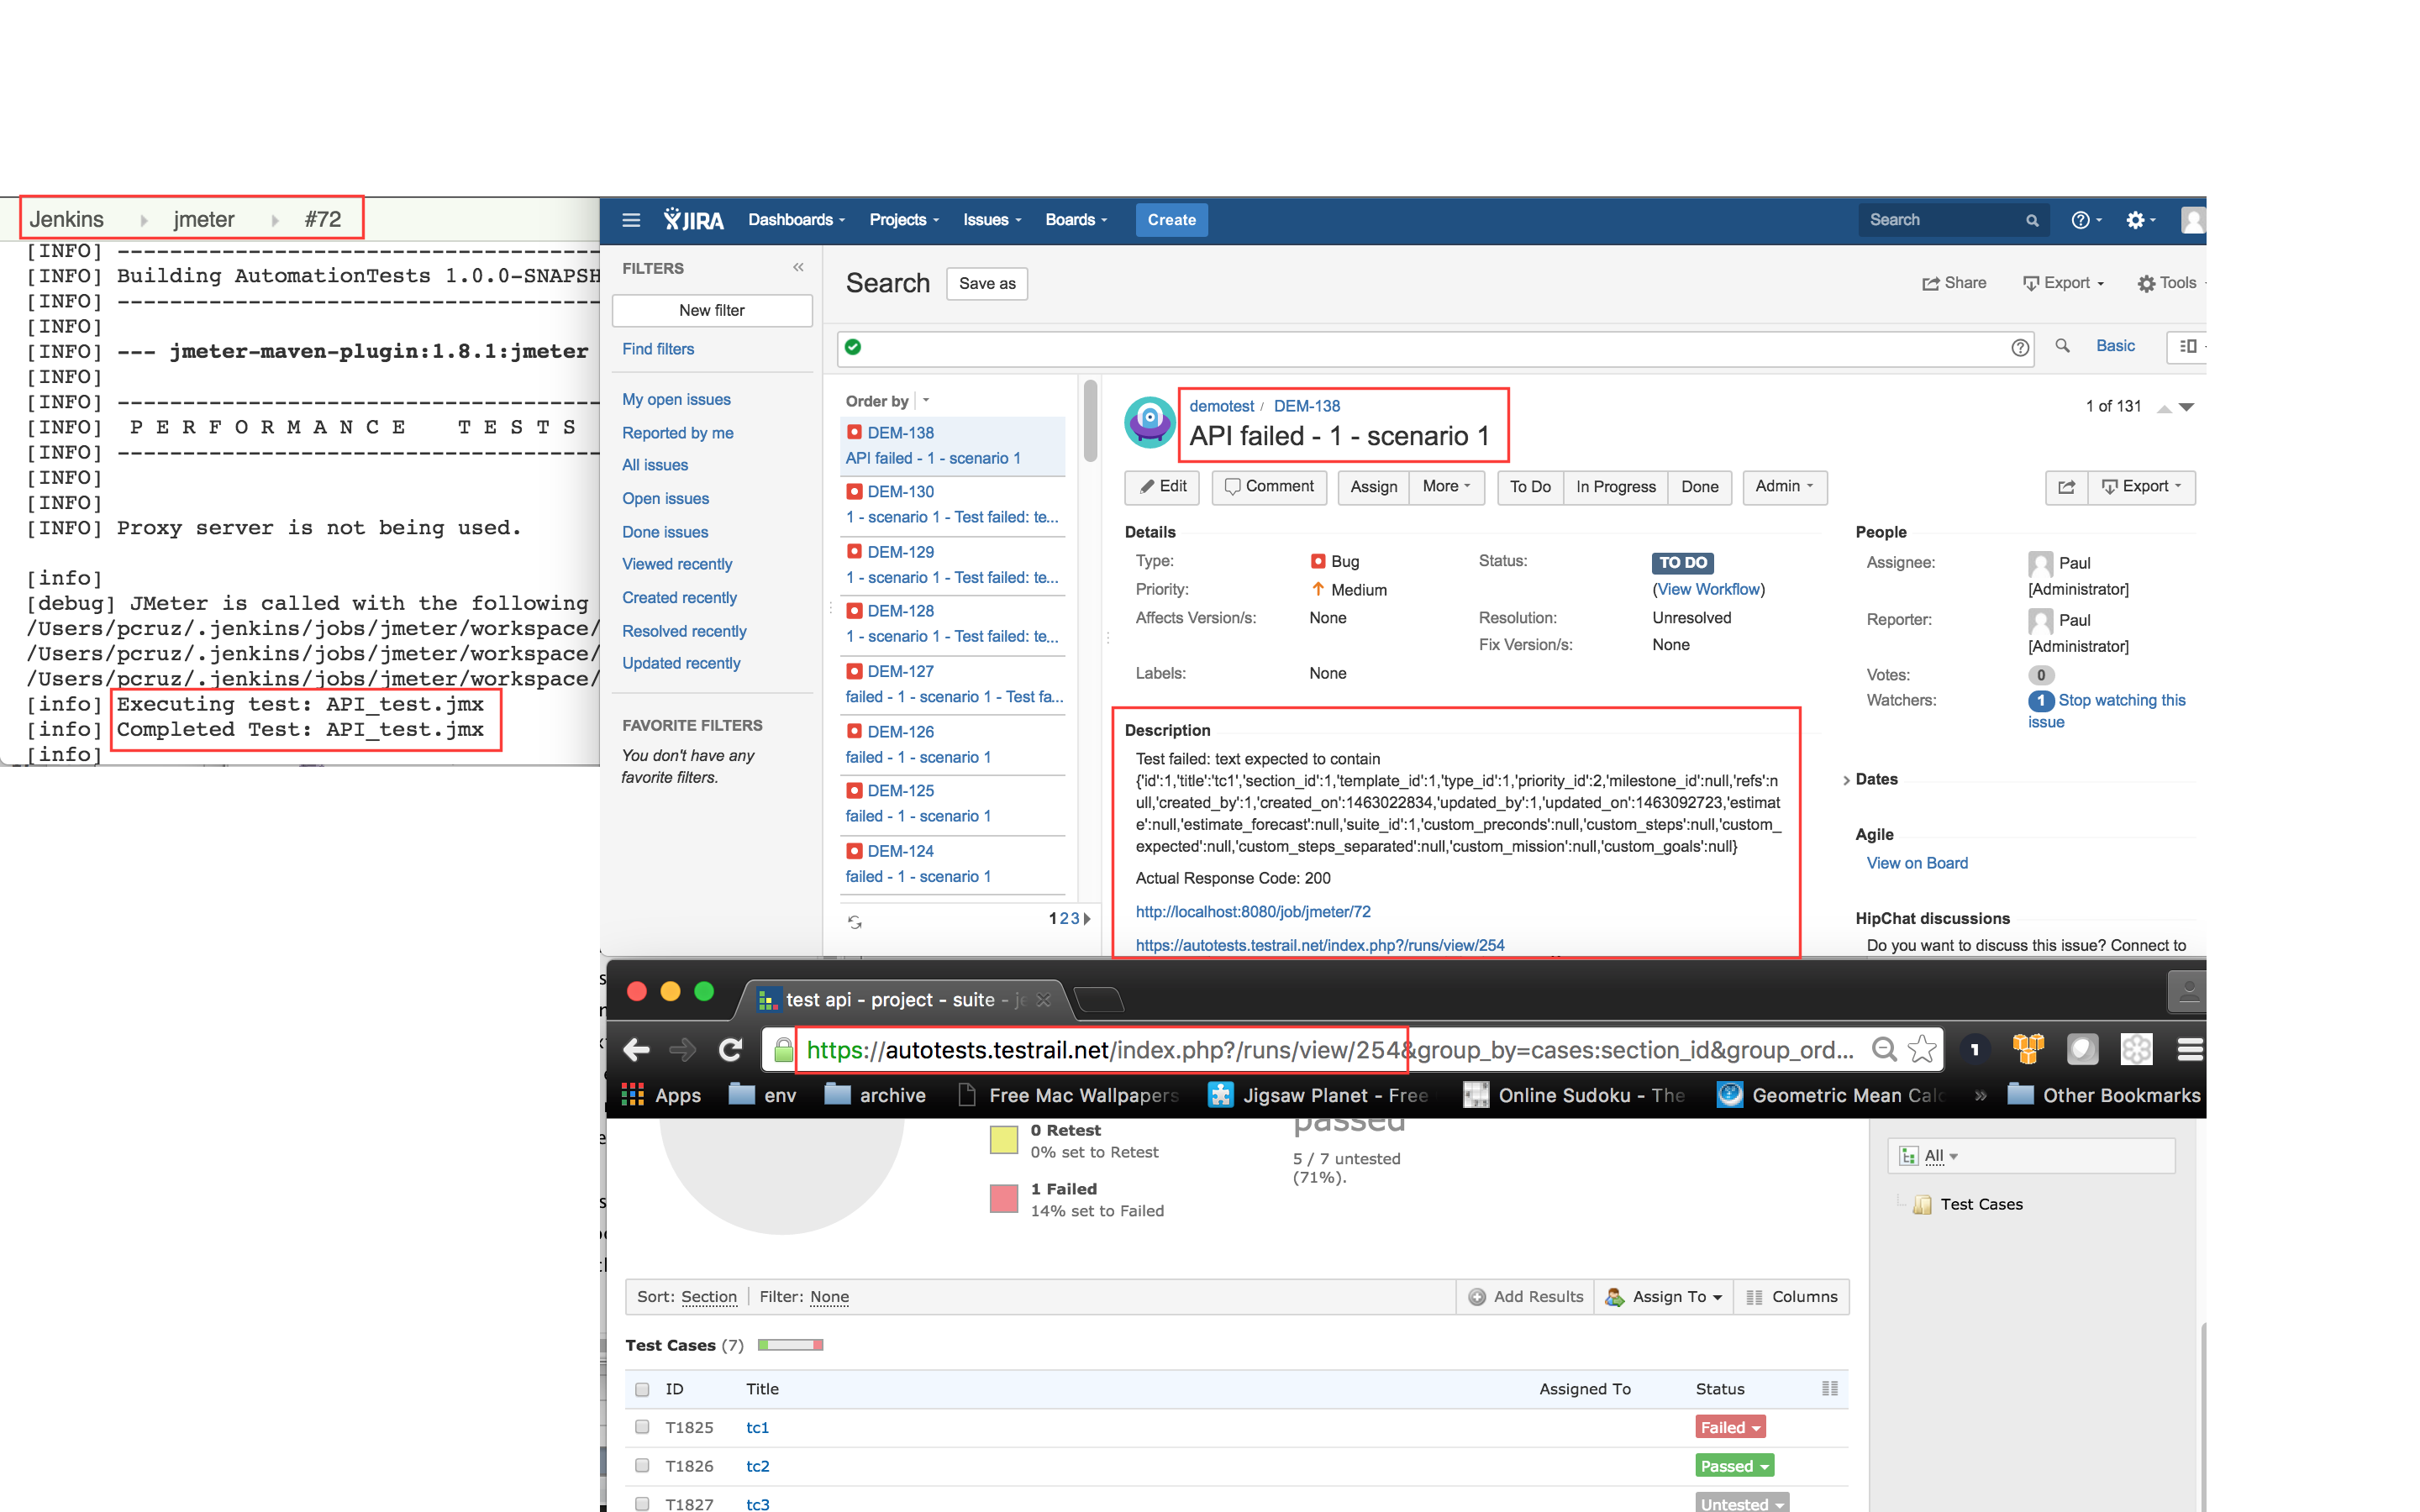 Jenkins jmeter #72
[INFO] ------------------------------------
[INFO] Building AutomationTests 1.0.0-SNAPSH
[INFO] ------------------------------------
[INFO]
[INFO] --- jmeter-maven-plugin:1.8.1:jmeter
[INFO]
[INFO] ------------------------------------
[INFO] P E R F O R M A N C E   T E S T S
[INFO] ------------------------------------
[INFO]
[INFO]
[INFO] Proxy server is not being used.
[info]
[debug] JMeter is called with the following
/Users/pcruz/.jenkins/jobs/jmeter/workspace/
/Users/pcruz/.jenkins/jobs/jmeter/workspace/
/Users/pcruz/.jenkins/jobs/jmeter/workspace/
[info] Executing test: API_test.jmx
[info] Completed Test: API_test.jmx
[info]
JIRA Dashboards Projects Issues Boards Create Search
FILTERS
New filter
Find filters
My open issues
Reported by me
All issues
Open issues
Done issues
Viewed recently
Created recently
Resolved recently
Updated recently
FAVORITE FILTERS
You don't have any
favorite filters.
Search Save as Share Export Tools
Basic
Order by
DEM-138
API failed - 1 - scenario 1
DEM-130
1 - scenario 1 - Test failed: te...
DEM-129
1 - scenario 1 - Test failed: te...
DEM-128
1 - scenario 1 - Test failed: te...
DEM-127
failed - 1 - scenario 1 - Test fa...
DEM-126
failed - 1 - scenario 1
DEM-125
failed - 1 - scenario 1
DEM-124
failed - 1 - scenario 1
1 2 3
demotest / DEM-138
1 of 131
API failed - 1 - scenario 1
Edit Comment Assign More To Do In Progress Done Admin Export
Details
Type: Bug Status: TO DO
(View Workflow)
Priority: Medium
Affects Version/s: None Resolution: Unresolved
Fix Version/s: None
Labels: None
Description
Test failed: text expected to contain
{'id':1,'title':'tc1','section_id':1,'template_id':1,'type_id':1,'priority_id':2,'milestone_id':null,'refs':n
ull,'created_by':1,'created_on':1463022834,'updated_by':1,'updated_on':1463092723,'estimat
e':null,'estimate_forecast':null,'suite_id':1,'custom_preconds':null,'custom_steps':null,'custom_
expected':null,'custom_steps_separated':null,'custom_mission':null,'custom_goals':null}
Actual Response Code: 200
http://localhost:8080/job/jmeter/72
https://autotests.testrail.net/index.php?/runs/view/254
People
Assignee: Paul
[Administrator]
Reporter: Paul
[Administrator]
Votes: 0
Watchers: 1 Stop watching this
issue
Dates
Agile
View on Board
HipChat discussions
Do you want to discuss this issue? Connect to
test api - project - suite - je
https://autotests.testrail.net/index.php?/runs/view/254&group_by=cases:section_id&group_ord...
Apps env archive Free Mac Wallpapers Jigsaw Planet - Free Online Sudoku - The Geometric Mean Calc » Other Bookmarks
0 Retest
0% set to Retest
1 Failed
14% set to Failed
passed
5 / 7 untested
(71%).
All
Test Cases
Sort: Section Filter: None Add Results Assign To Columns
Test Cases (7)
ID Title Assigned To Status
T1825 tc1 Failed
T1826 tc2 Passed
T1827 tc3 Untested